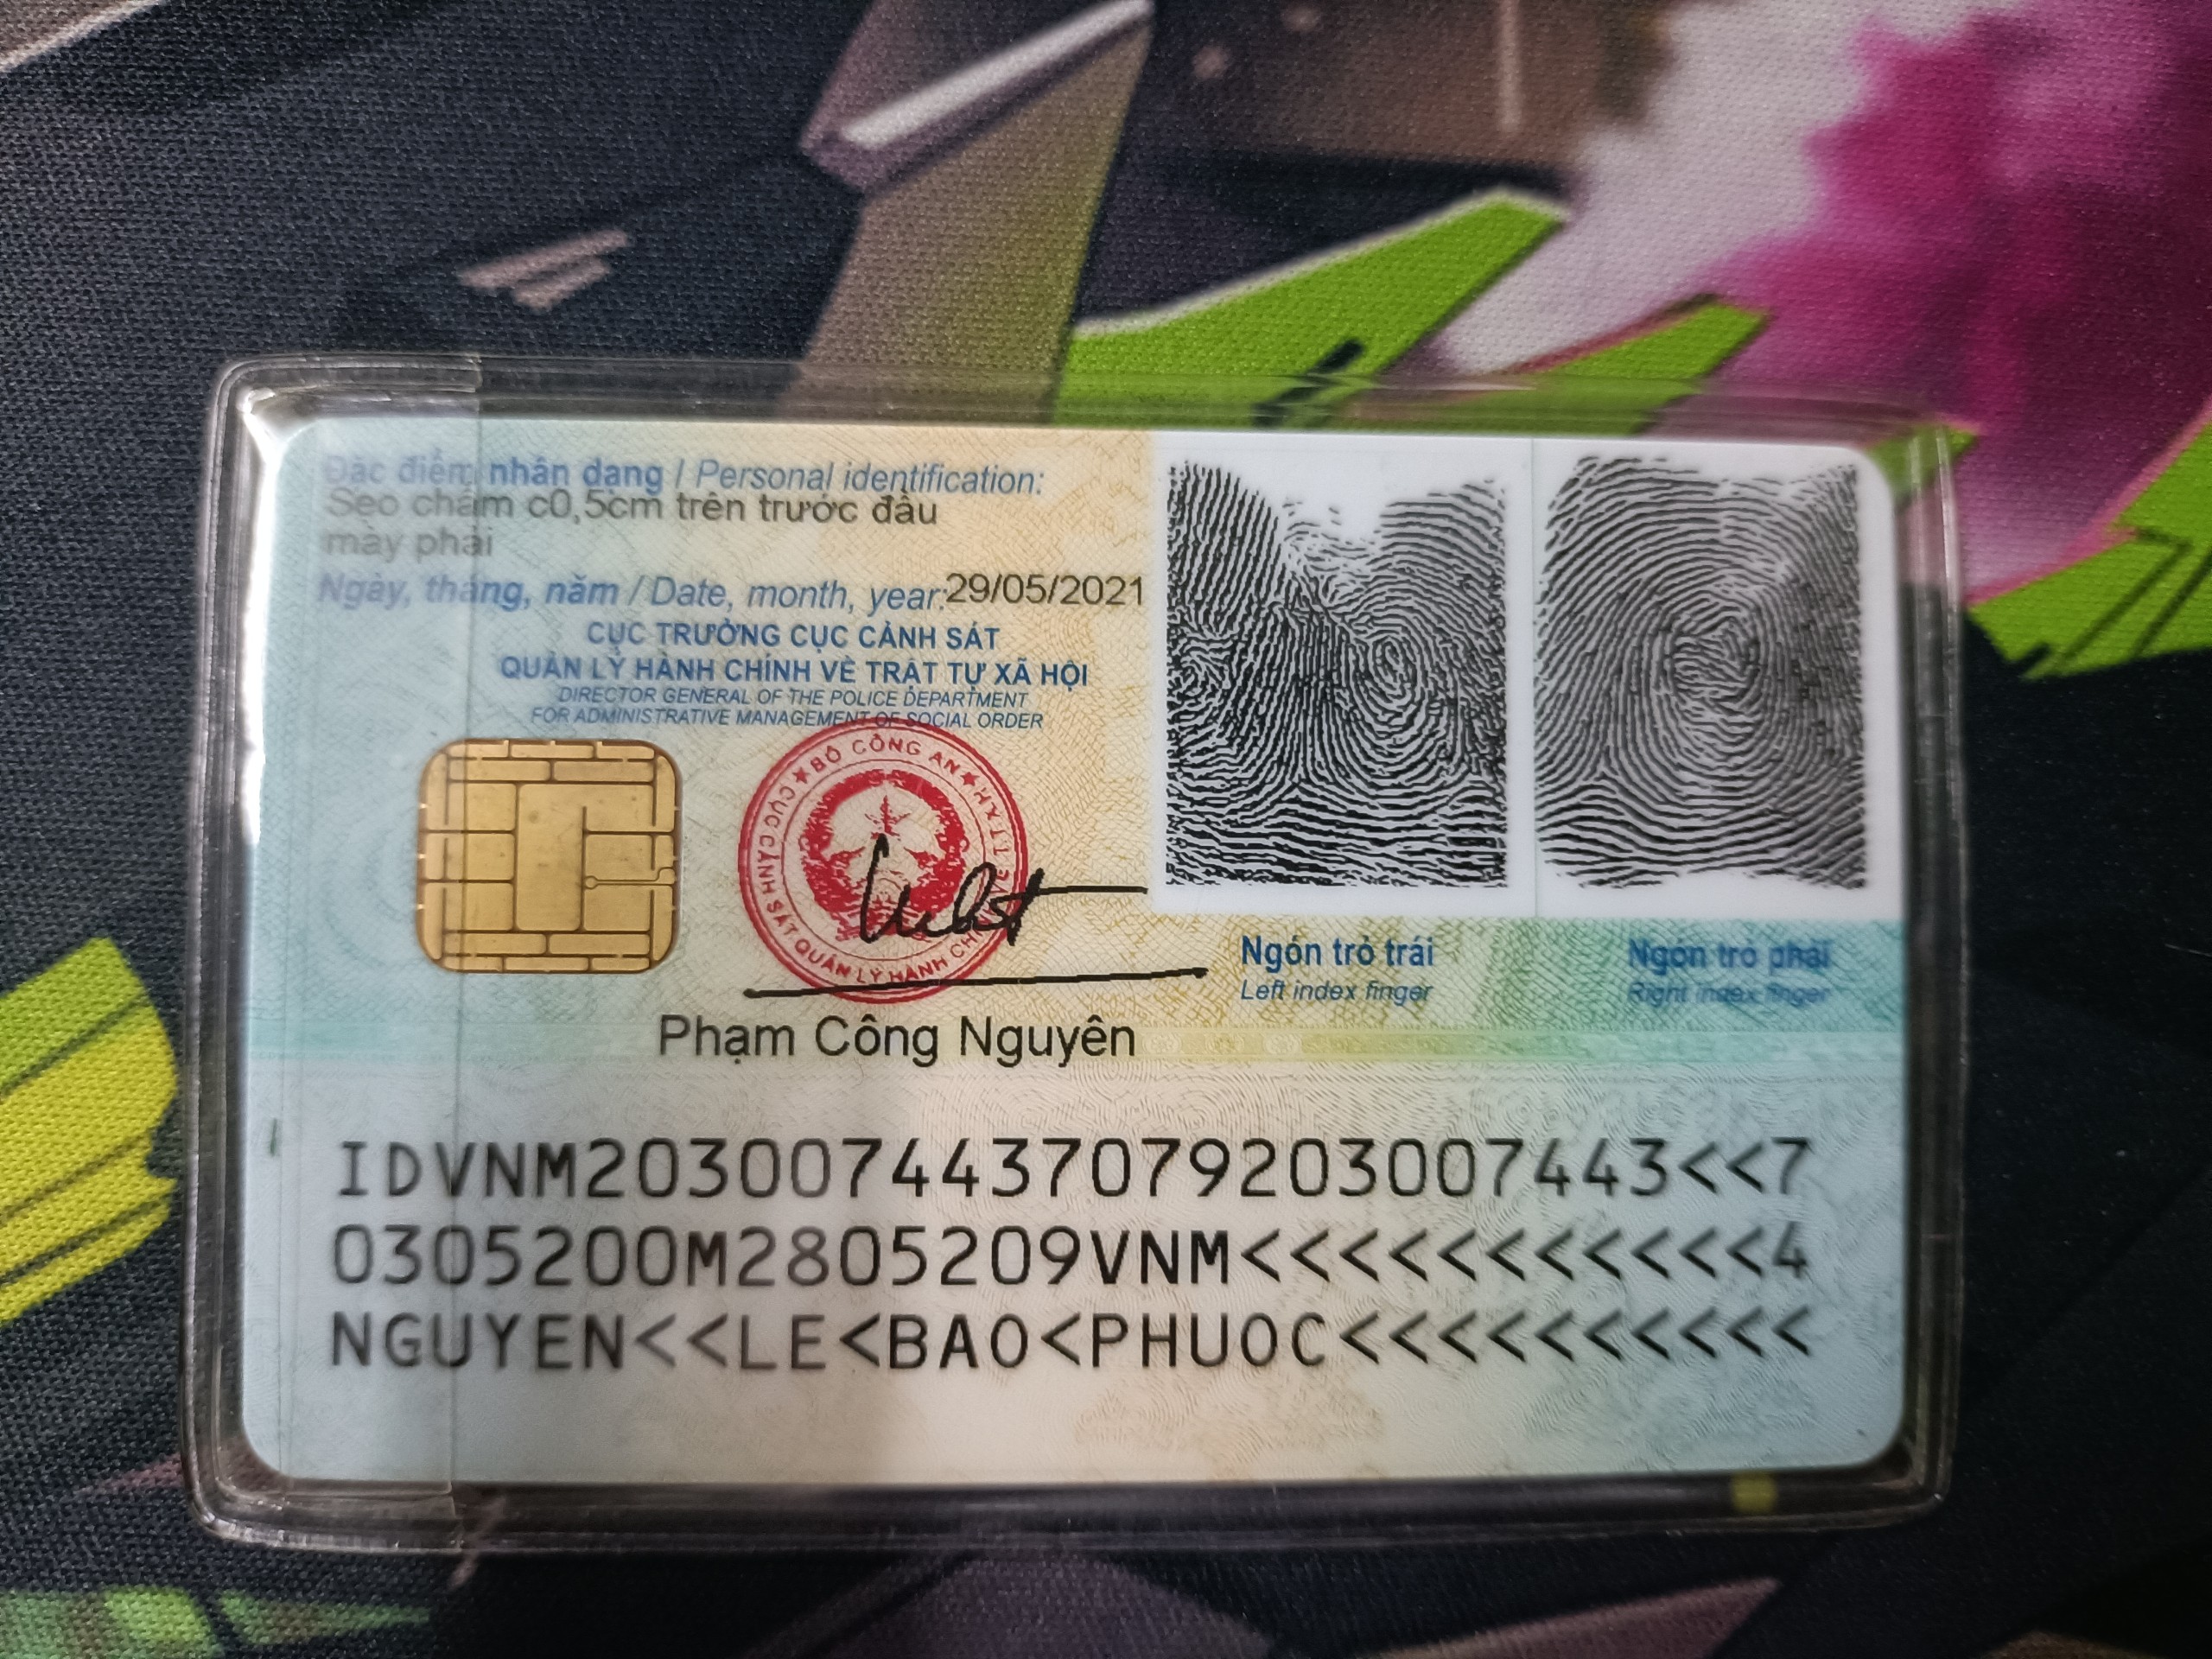 Đặc điểm nhân dạng / Personal identification:
Sẹo chấm c0,5cm trên trước đầu
mày phải
Ngày, tháng, năm / Date, month, year: 29/05/2021
CỤC TRƯỞNG CỤC CẢNH SÁT
QUẢN LÝ HÀNH CHÍNH VỀ TRẬT TỰ XÃ HỘI
DIRECTOR GENERAL OF THE POLICE DEPARTMENT
FOR ADMINISTRATIVE MANAGEMENT OF SOCIAL ORDER
BỘ CÔNG AN
CỤC CẢNH SÁT QUẢN LÝ HÀNH CHÍNH VỀ TTXH
Ngón trỏ trái
Left index finger
Ngón trỏ phải
Right index finger
Phạm Công Nguyên
IDVNM2030074437079203007443<<7
0305200M2805209VNM<<<<<<<<<<<4
NGUYEN<<LE<BAO<PHUOC<<<<<<<<<<